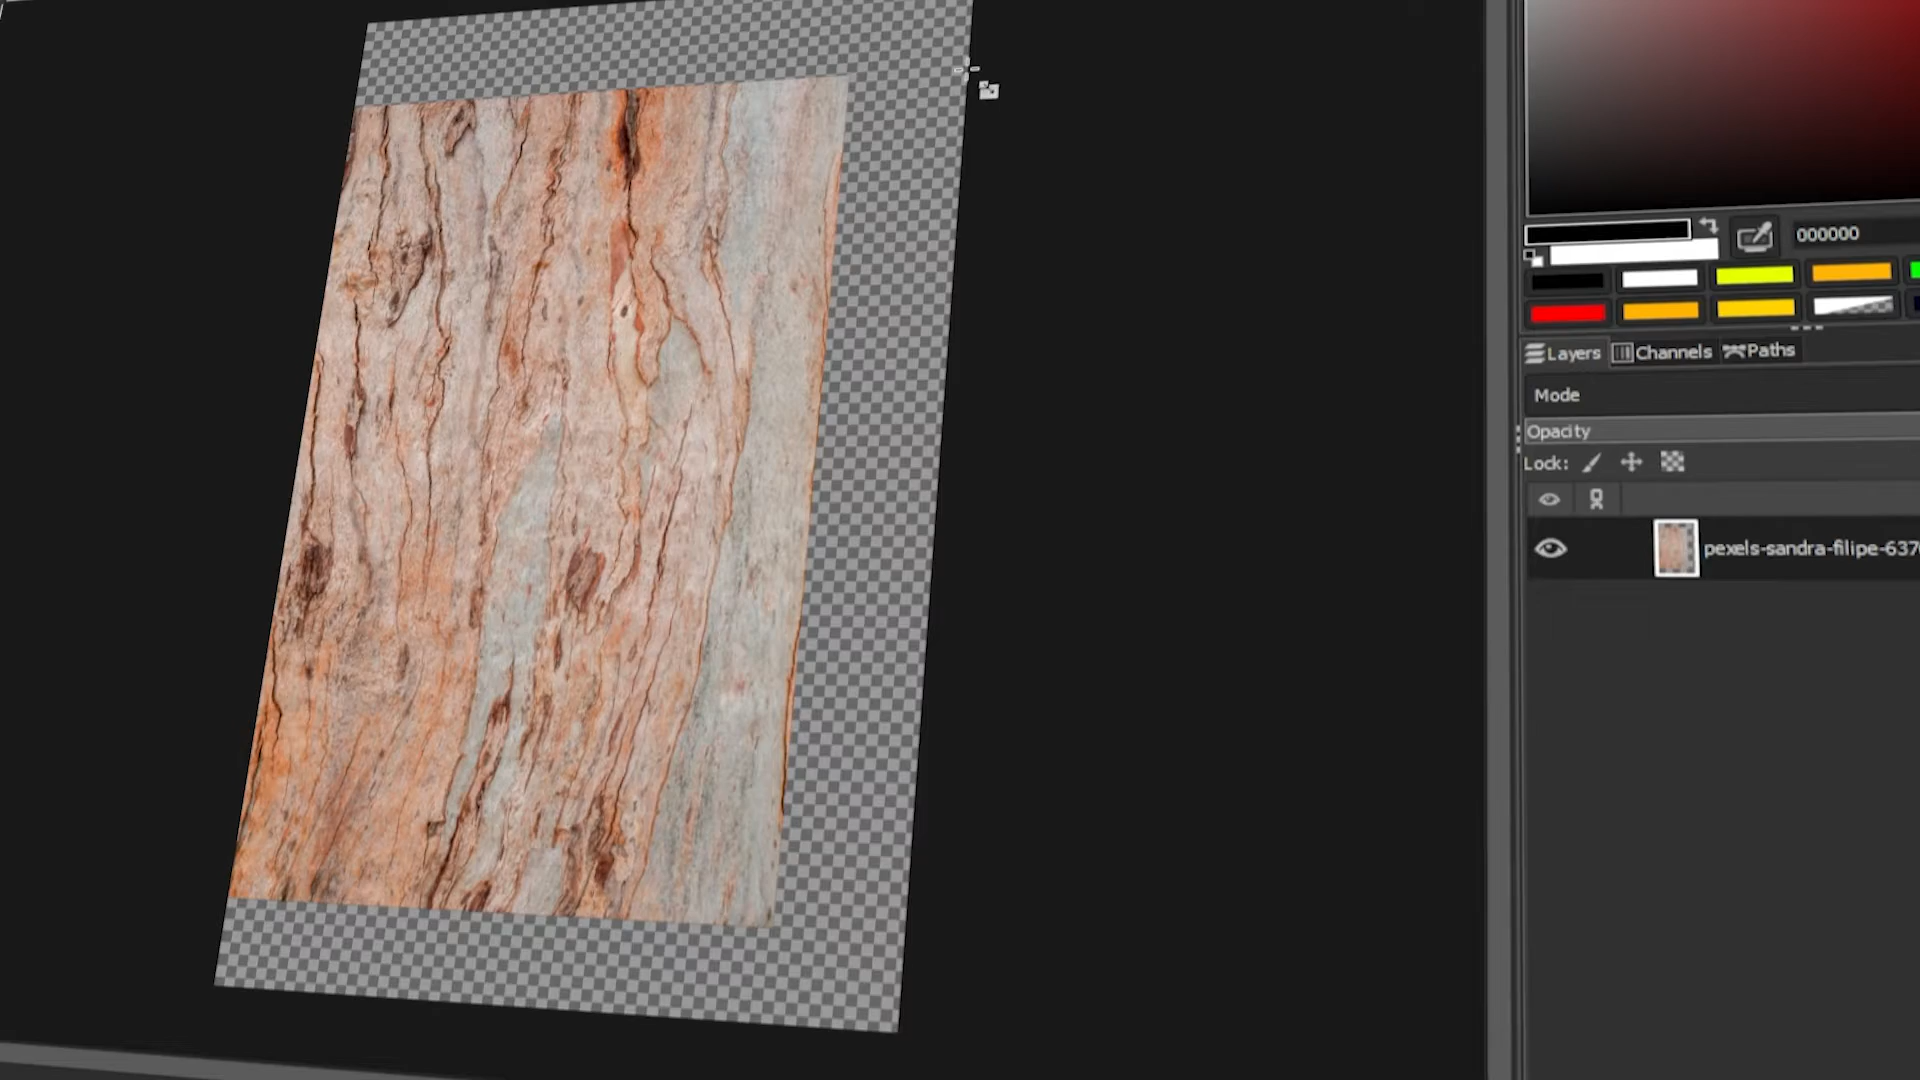 000000
Layers Channels Paths
Mode
Opacity
Lock:
pexels-sandra-filipe-637